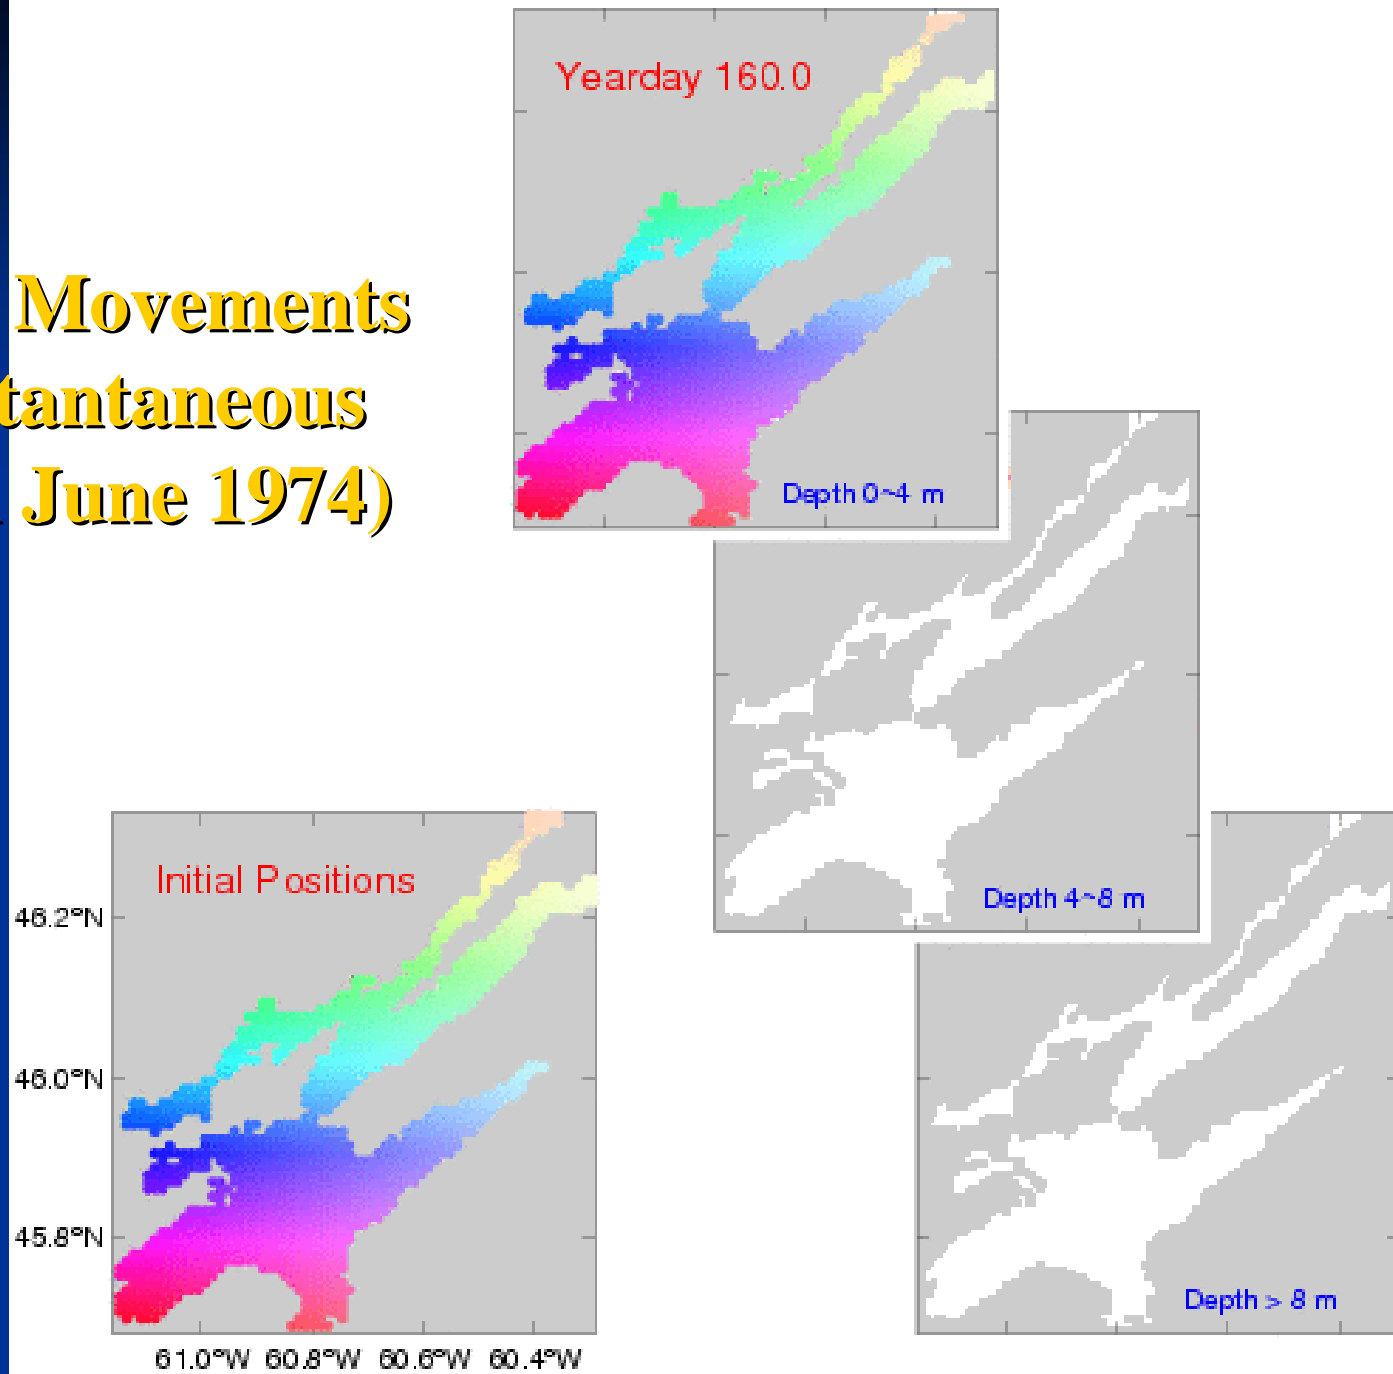 Movements
June 1974)
Yearday 160.0
Depth 0~4 m
Depth 4~8 m
Depth > 8 m
Initial Positions
46.2°N
46.0°N
45.8°N
61.0°W 60.8°W 60.6°W 60.4°W